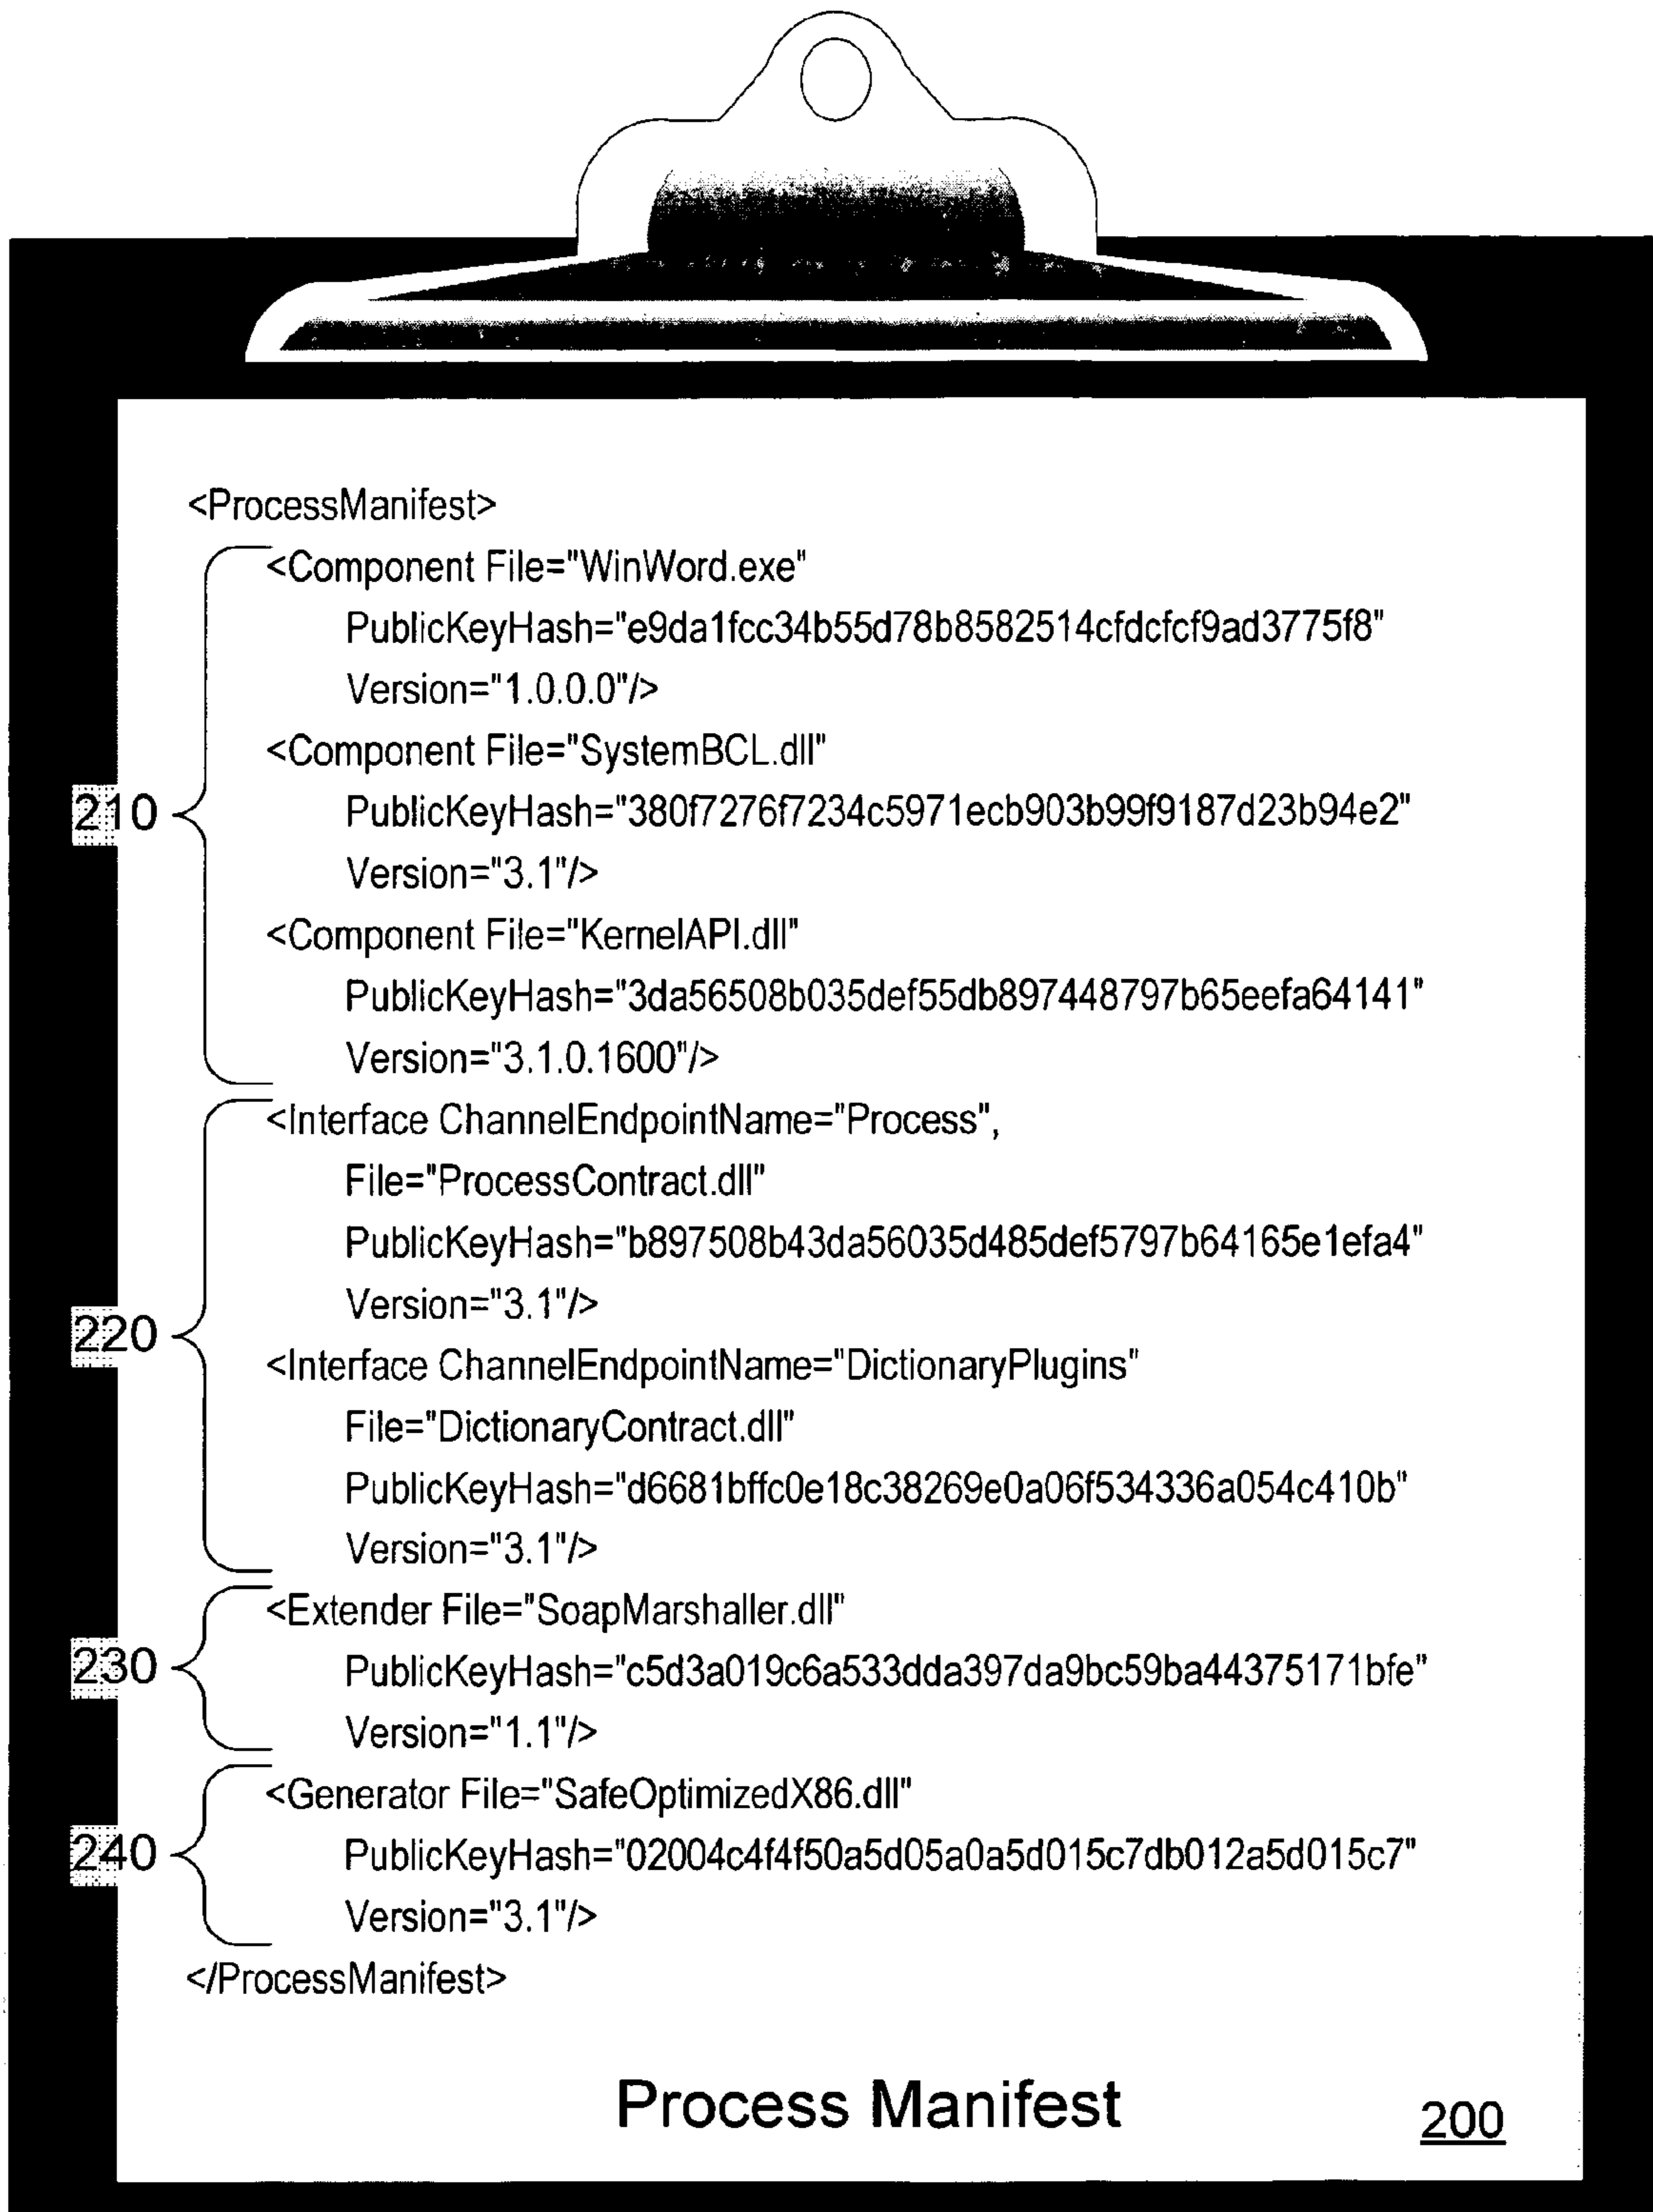 <ProcessManifest>
<Component File="WinWord.exe"
PublicKeyHash="e9da1fcc34b55d78b8582514cfdcfcf9ad3775f8"
Version="1.0.0.0"/>
<Component File="SystemBCL.dll"
210
PublicKeyHash="380f7276f7234c5971ecb903b99f9187d23b94e2"
Version="3.1"/>
<Component File="KernelAPI.dll"
PublicKeyHash="3da56508b035def55db897448797b65eefa64141"
Version="3.1.0.1600"/>
<Interface ChannelEndpointName="Process",
File="ProcessContract.dll"
PublicKeyHash="b897508b43da56035d485def5797b64165e1efa4"
Version="3.1"/>
220
<Interface ChannelEndpointName="DictionaryPlugins"
File="DictionaryContract.dll"
PublicKeyHash="d6681bffc0e18c38269e0a06f534336a054c410b"
Version="3.1"/>
<Extender File="SoapMarshaller.dll"
230
PublicKeyHash="c5d3a019c6a533dda397da9bc59ba44375171bfe"
Version="1.1"/>
<Generator File="SafeOptimizedX86.dll"
240
PublicKeyHash="02004c4f4f50a5d05a0a5d015c7db012a5d015c7"
Version="3.1"/>
</ProcessManifest>
Process Manifest
200